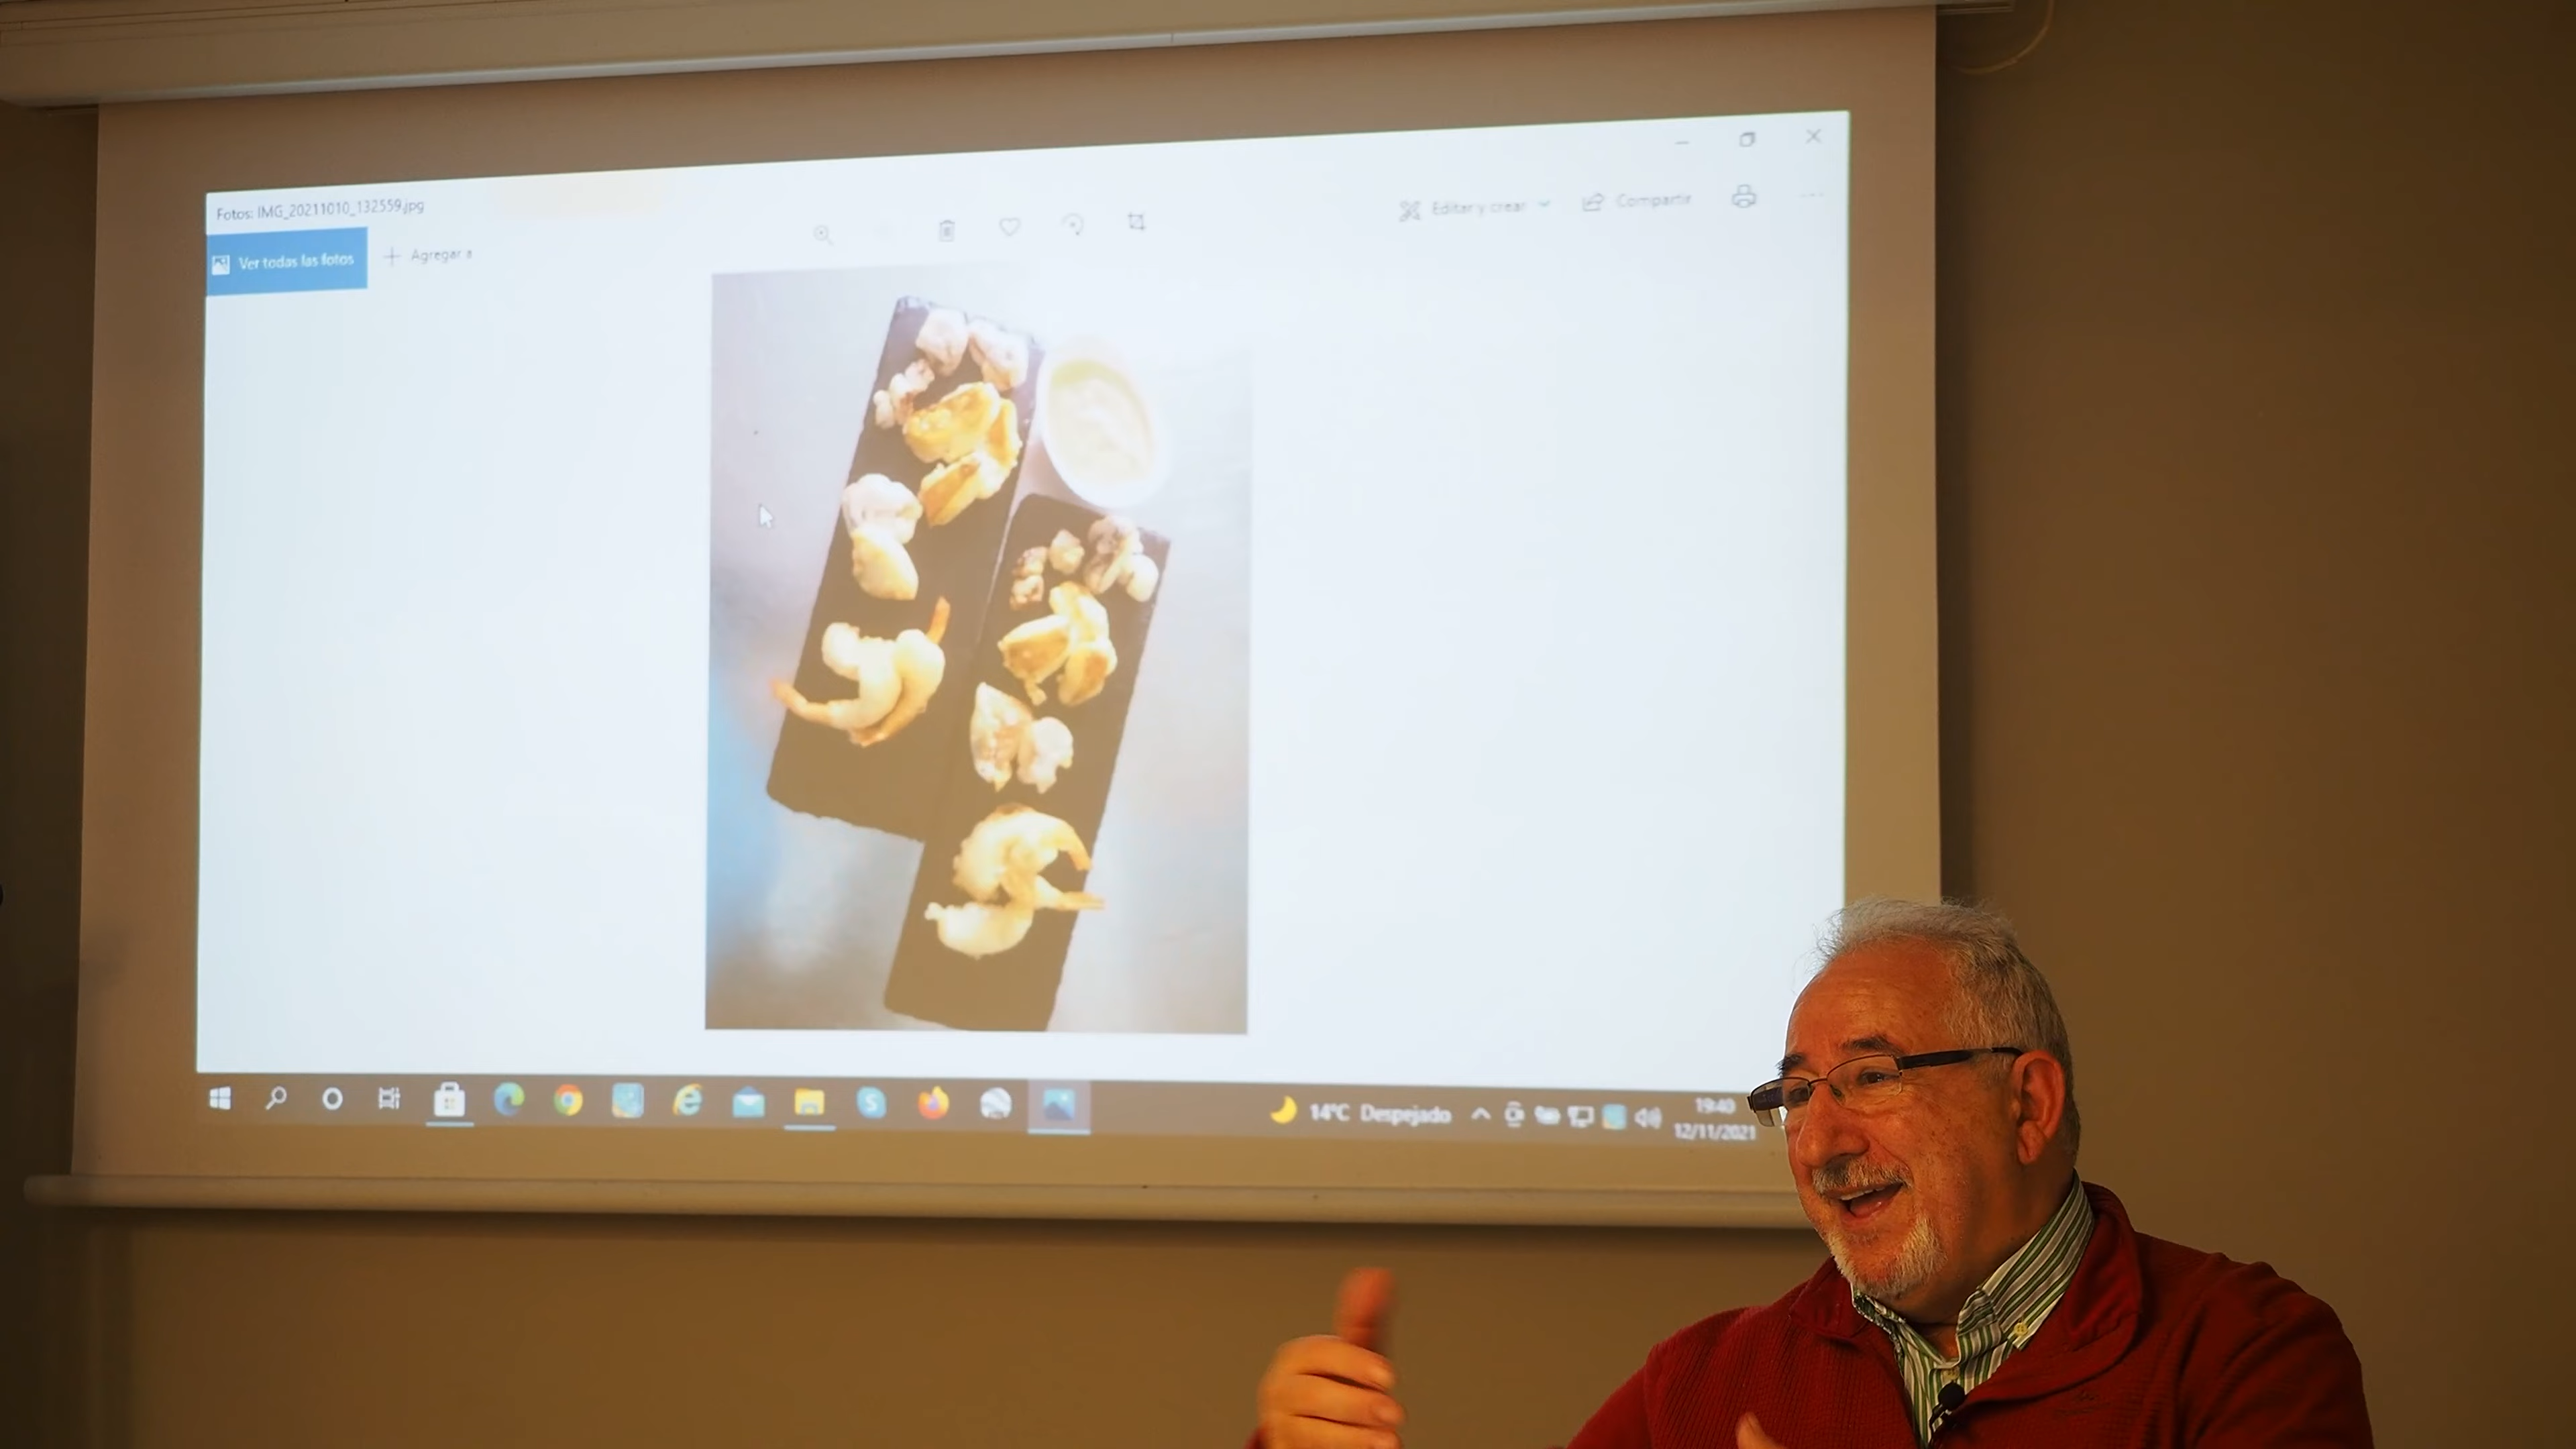 Fotos: IMG_20211010_132559.jpg
Ver todas las fotos
Agregar a
Editar y crear
Compartir
14°C Despejado
19:40
12/11/2021